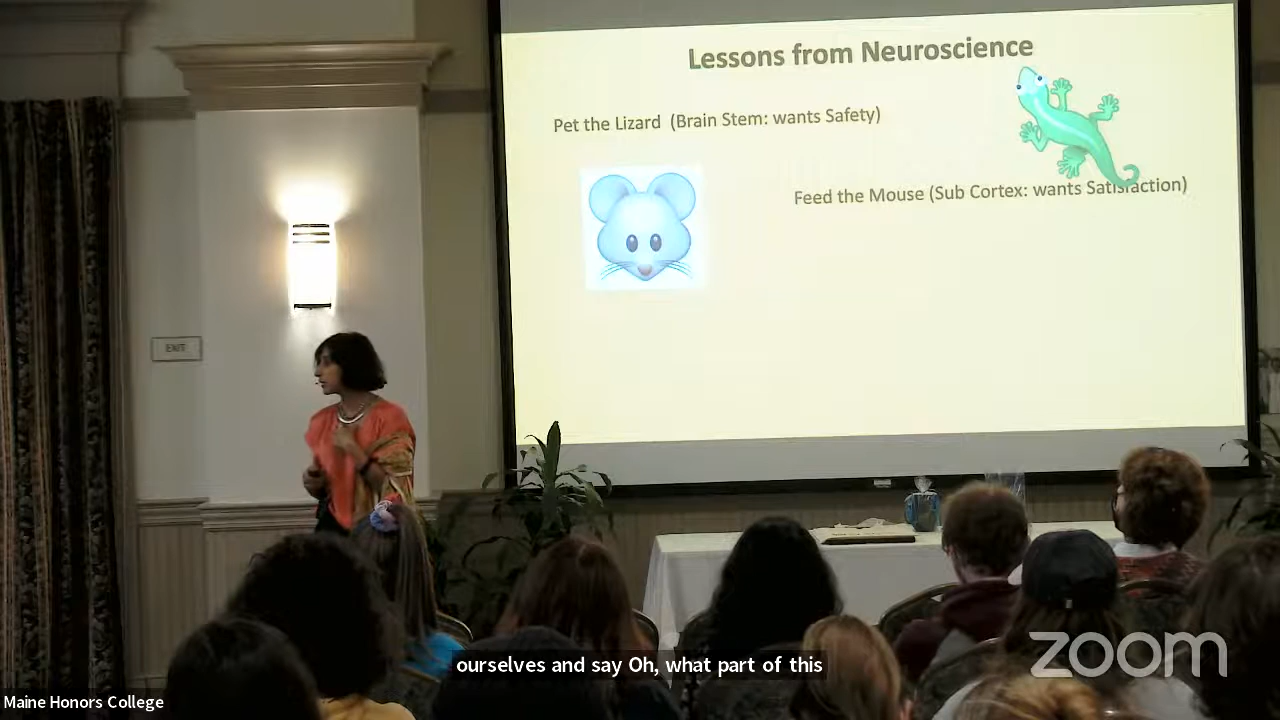 Lessons from Neuroscience
Pet the Lizard (Brain Stem: wants Safety)
Feed the Mouse (Sub Cortex: wants Satisfaction)
EXIT
ourselves and say Oh, what part of this
zoom
Maine Honors College